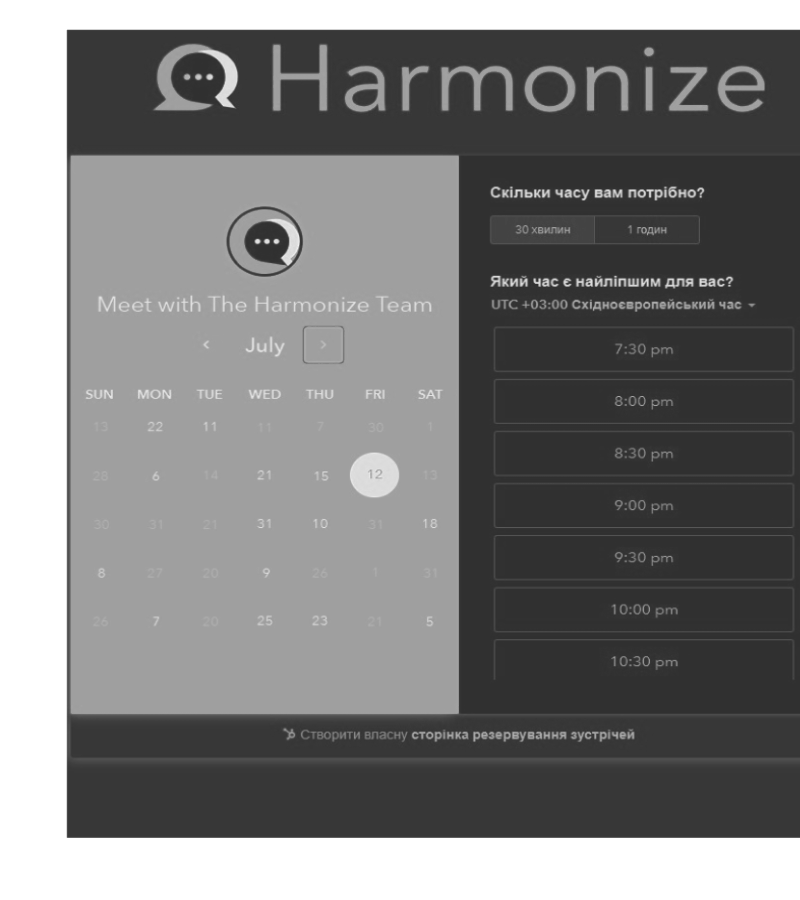 Harmonize
Meet with The Harmonize Team
July
SUN MON TUE WED THU FRI SAT
13 22 11 11 7 30 1
28 6 14 21 15 12 13
30 31 21 31 10 31 18
8 27 20 9 26 1 31
26 7 20 25 23 21 5
Скільки часу вам потрібно?
30 хвилин 1 годин
Який час є найліпшим для вас?
UTC +03:00 Східноєвропейський час
7:30 pm
8:00 pm
8:30 pm
9:00 pm
9:30 pm
10:00 pm
10:30 pm
Створити власну сторінка резервування зустрічей